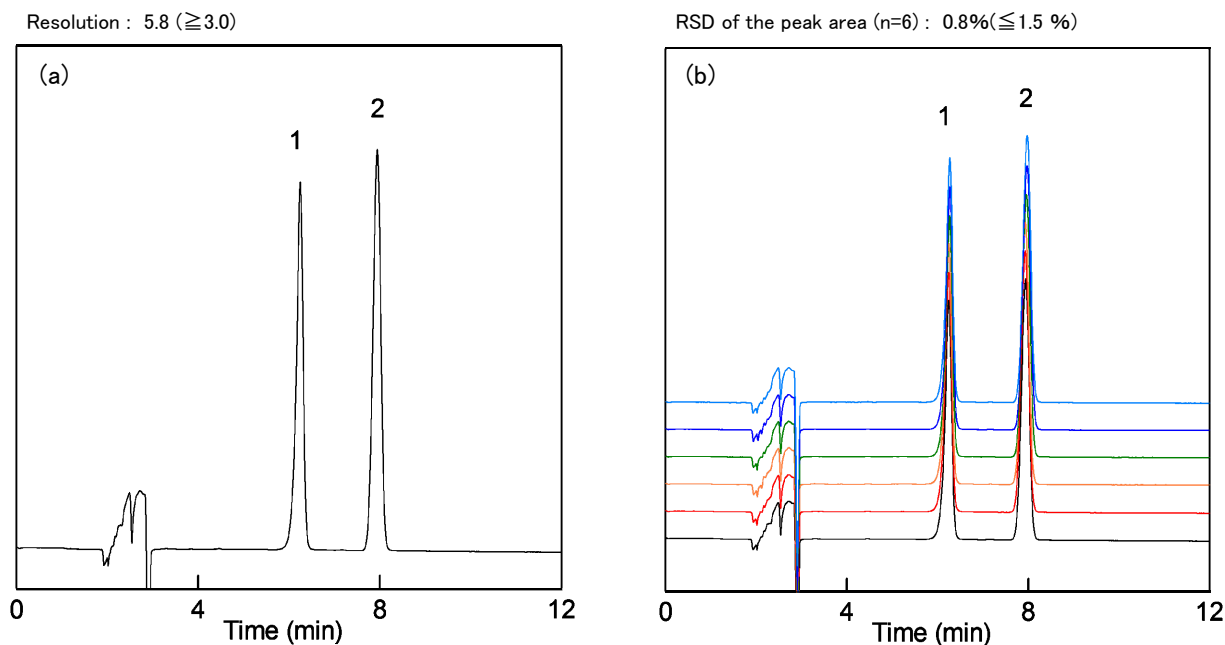 Resolution : 5.8 (≧3.0)
(a)
1
2
0
4
8
12
Time (min)
RSD of the peak area (n=6) : 0.8%(≦1.5 %)
(b)
1
2
0
4
8
12
Time (min)